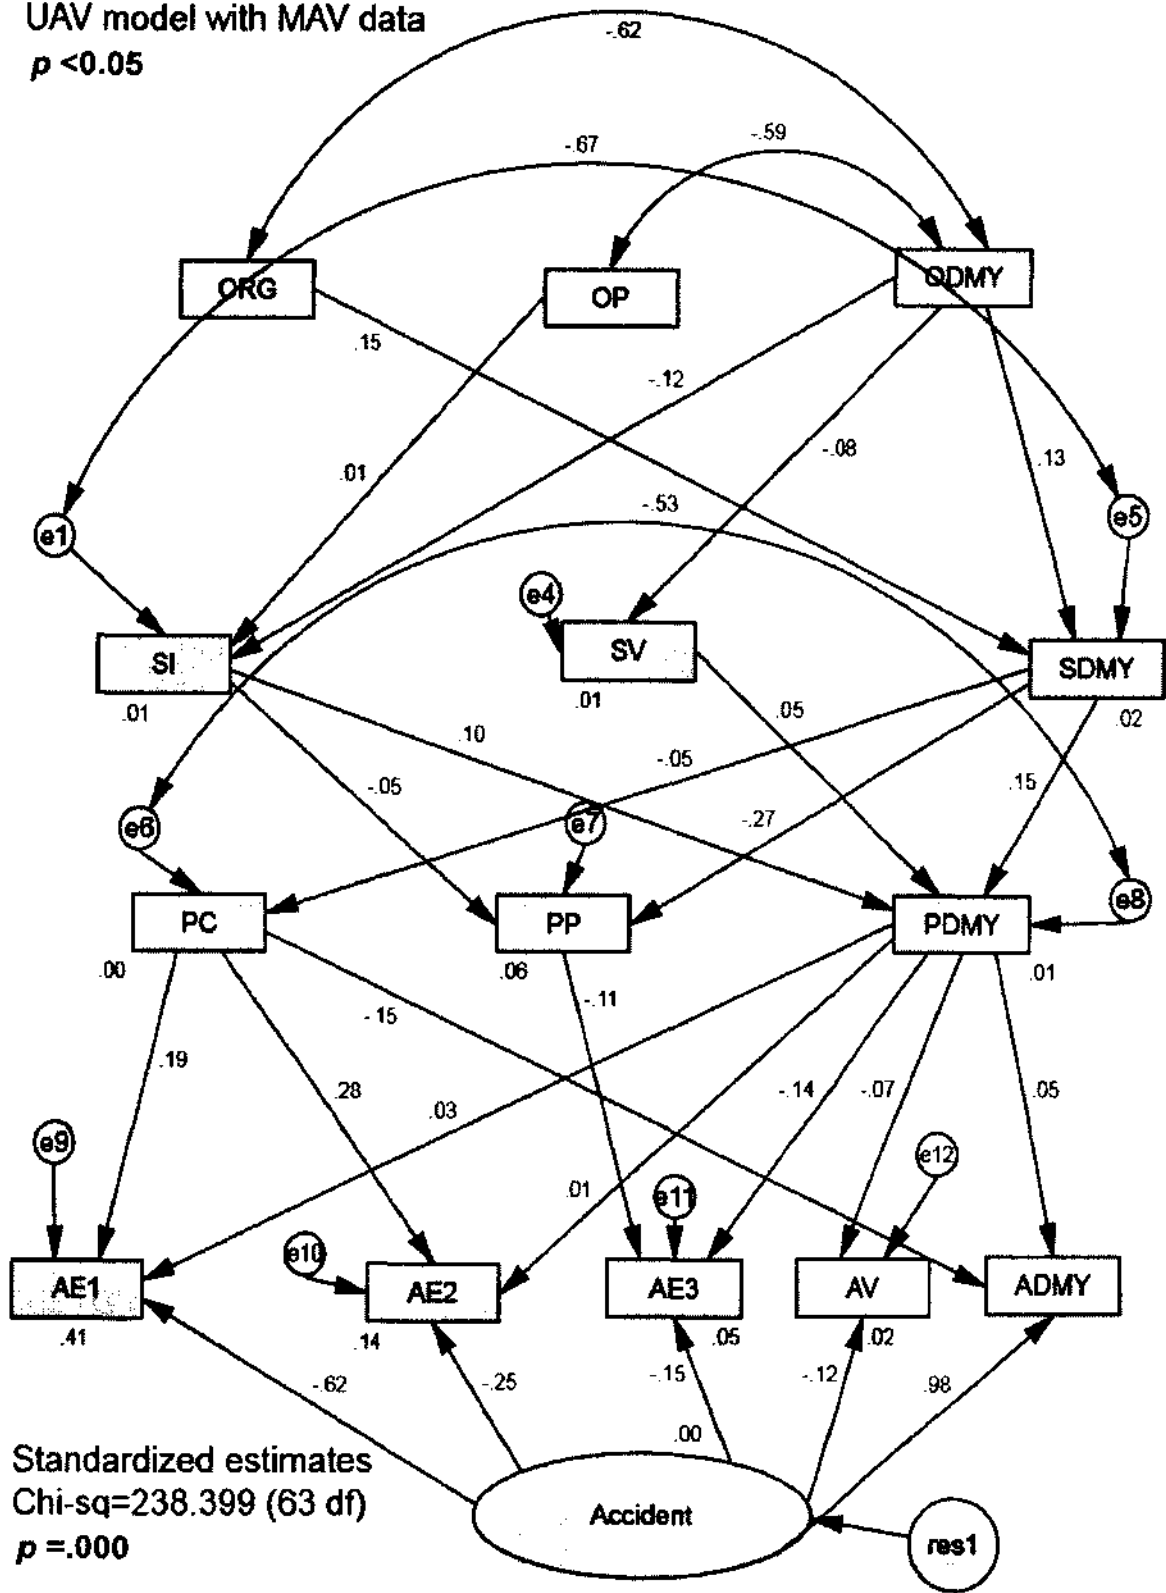 UAV model with MAV data
p <0.05
-.62
-.59
-.67
ORG
OP
ODMY
.15
-.12
-.08
.13
.01
-.53
e1
e5
e4
SI
SV
SDMY
.01
.01
.02
.10
.05
-.05
-.05
.15
-.27
e6
e7
e8
PC
PP
PDMY
.00
.06
.01
-.11
-.15
.19
.28
.03
-.14
-.07
.05
e9
e12
.01
e11
e10
AE1
AE2
AE3
AV
ADMY
.41
.14
.05
.02
-.62
-.25
-.15
-.12
.98
.00
Standardized estimates
Chi-sq=238.399 (63 df)
p =.000
Accident
res1